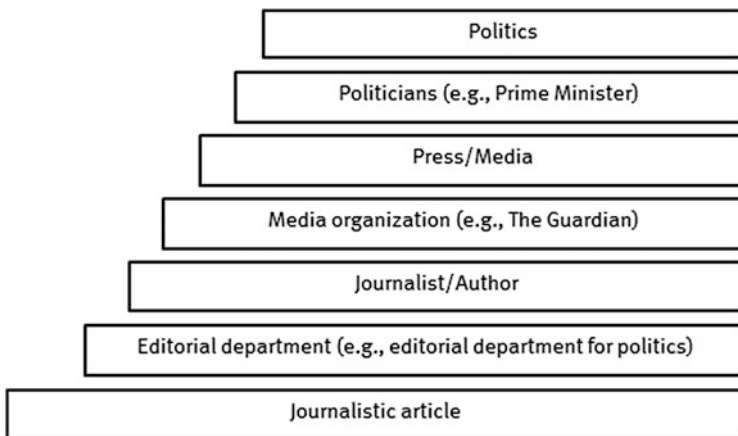 Politics
Politicians (e.g., Prime Minister)
Press/Media
Media organization (e.g., The Guardian)
Journalist/Author
Editorial department (e.g., editorial department for politics)
Journalistic article